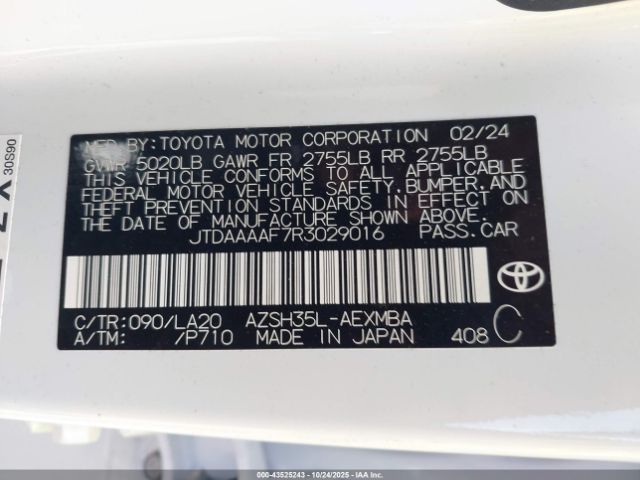 MFD.BY:TOYOTA MOTOR CORPORATION 02/24
GVWR 5020LB GAWR FR 2755LB RR 2755LB
THIS VEHICLE CONFORMS TO ALL APPLICABLE
FEDERAL MOTOR VEHICLE SAFETY,BUMPER,AND
THEFT PREVENTION STANDARDS IN EFFECT ON
THE DATE OF MANUFACTURE SHOWN ABOVE.
JTDAAAAF7R3029016 PASS.CAR
TOYOTA
C/TR:090/LA20 AZSH35L-AEXMBA
A/TM: /P710 MADE IN JAPAN 408 C
30S90
000-43525243 - 10/24/2025 - IAAI.COM